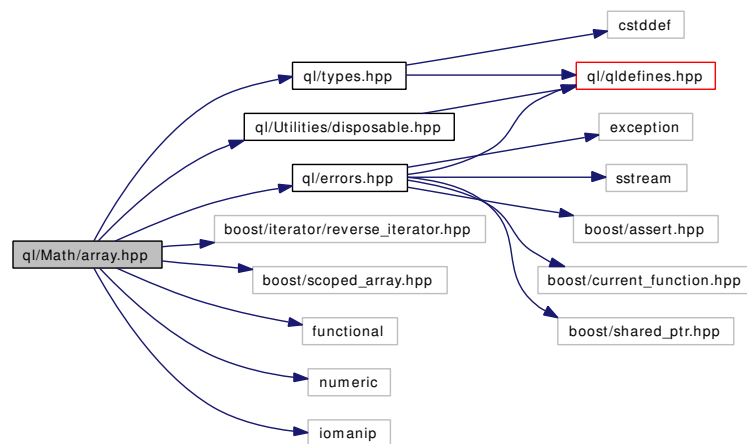 cstddef
ql/types.hpp
ql/qldefines.hpp
ql/Utilities/disposable.hpp
exception
ql/errors.hpp
sstream
boost/assert.hpp
boost/iterator/reverse_iterator.hpp
ql/Math/array.hpp
boost/scoped_array.hpp
boost/current_function.hpp
functional
boost/shared_ptr.hpp
numeric
iomanip